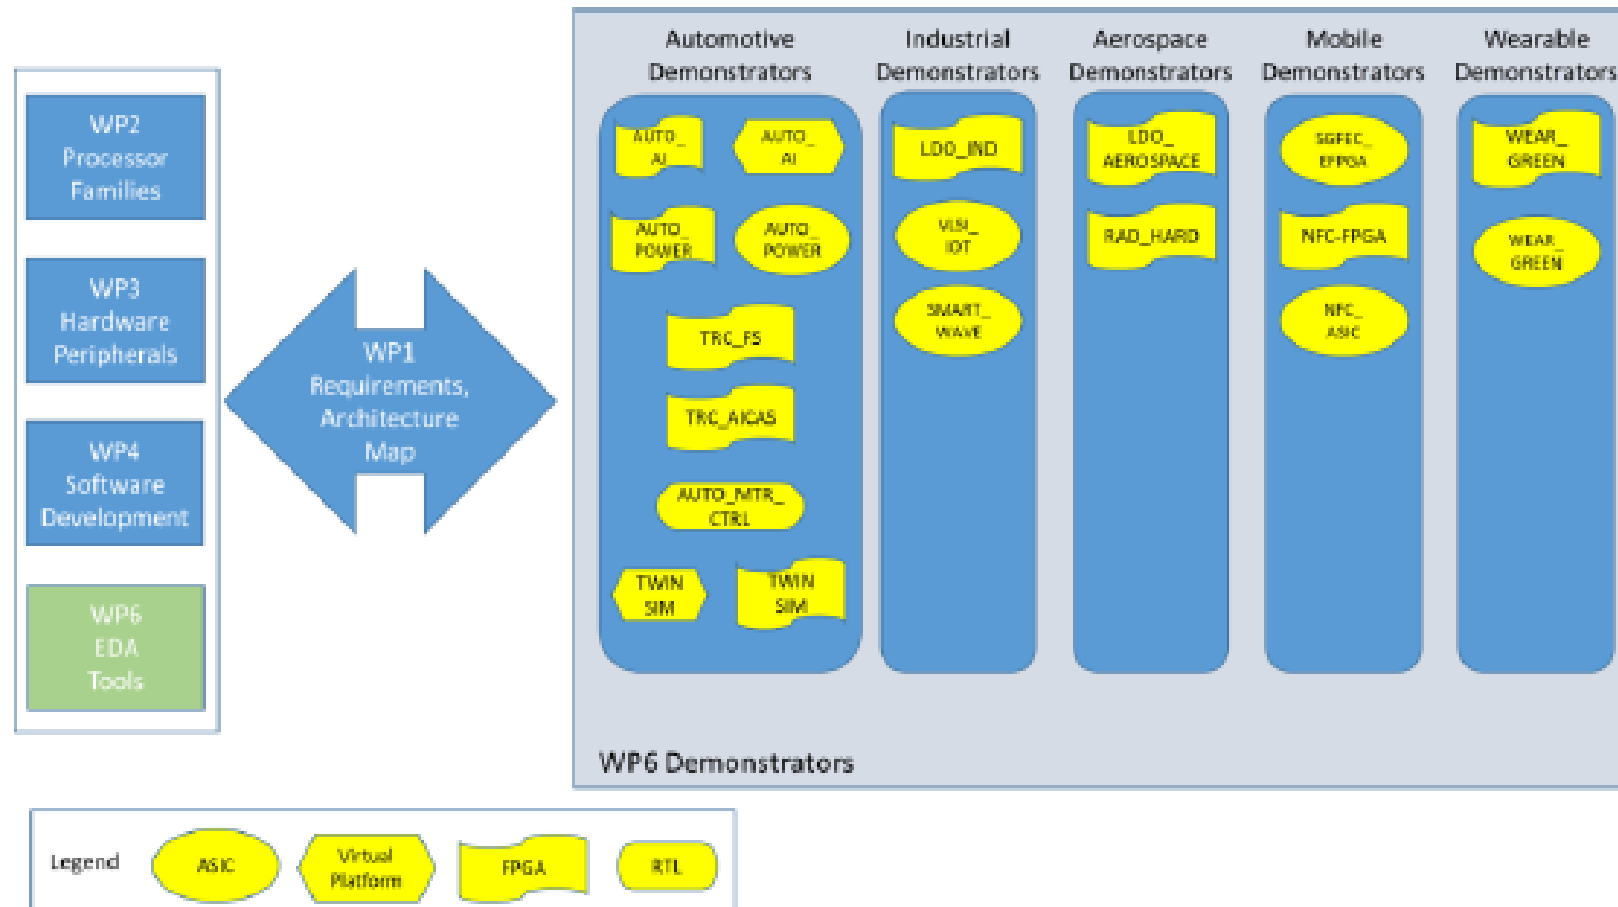 WP2
Processor
Families
WP3
Hardware
Peripherals
WP4
Software
Development
WP6
EDA
Tools
WP1
Requirements,
Architecture
Map
Automotive
Demonstrators
AUTO_
AI
AUTO_
AI
AUTO_
POWER
AUTO_
POWER
TRC_FS
TRC_AICAS
AUTO_MTR_
CTRL
TWIN
SIM
TWIN
SIM
Industrial
Demonstrators
LDO_IND
VLSI_
IOT
SMART_
WAVE
Aerospace
Demonstrators
LDO_
AEROSPACE
RAD_HARD
Mobile
Demonstrators
EFPGA
NFC-FPGA
NFC_
ASIC
Wearable
Demonstrators
WEAR_
GREEN
WEAR_
GREEN
WP6 Demonstrators
Legend
ASIC
Virtual
Platform
FPGA
RTL